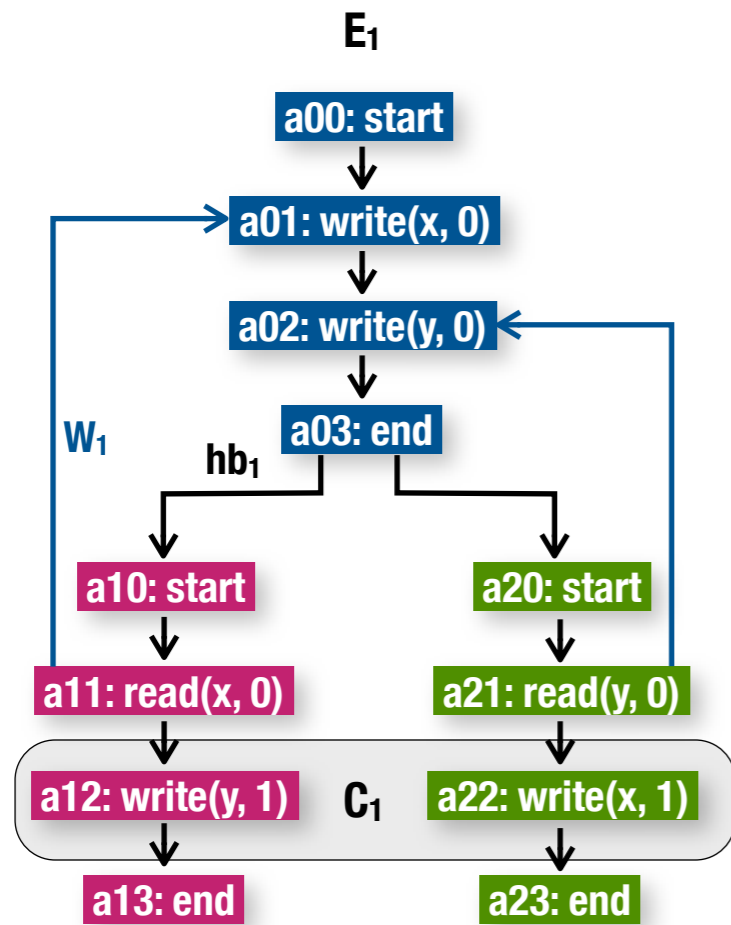 E₁
a00: start
a01: write(x, 0)
a02: write(y, 0)
a03: end
W₁
hb₁
a10: start
a20: start
a11: read(x, 0)
a21: read(y, 0)
a12: write(y, 1)
C₁
a22: write(x, 1)
a13: end
a23: end